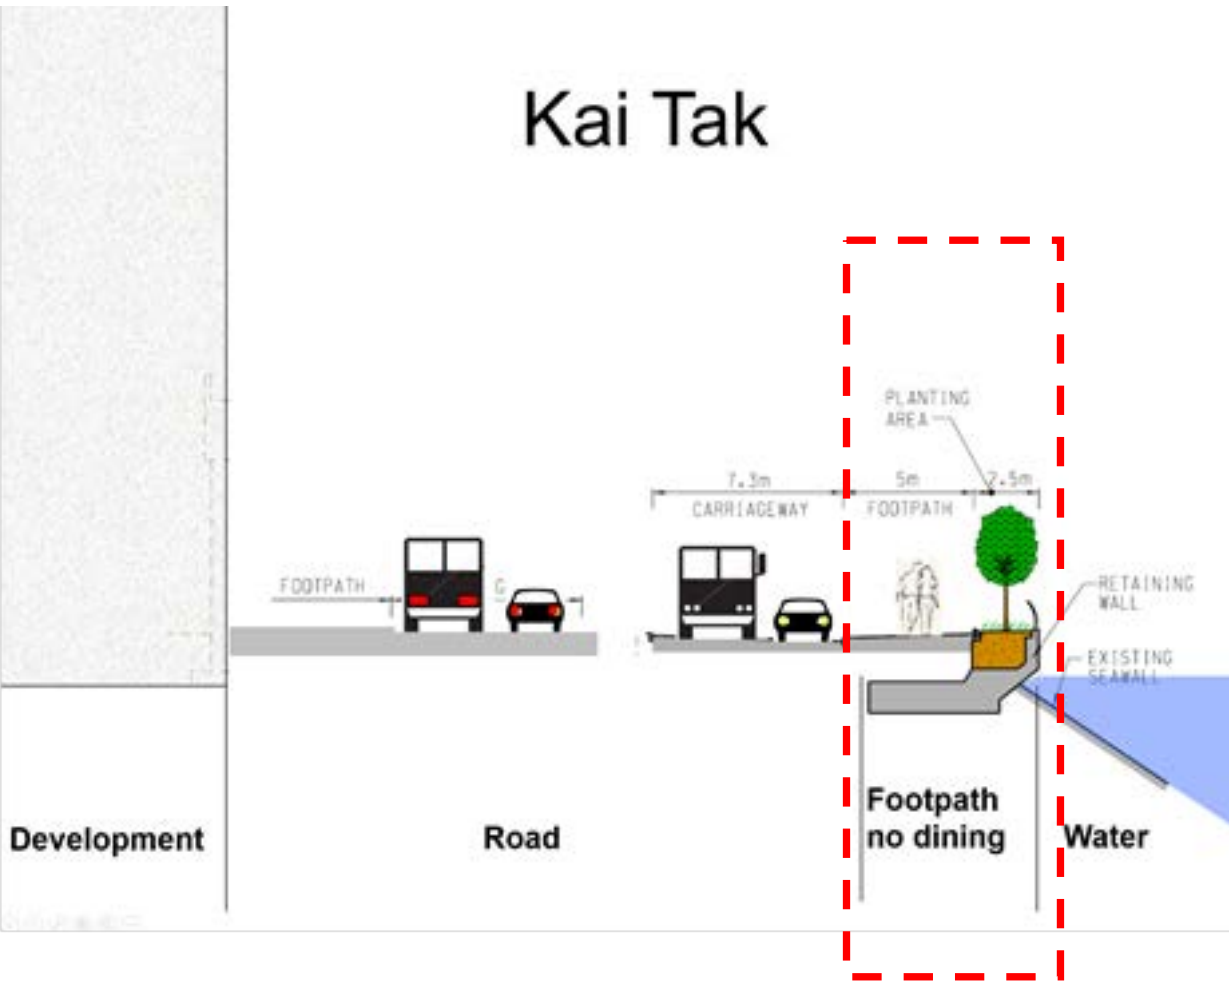 Kai Tak
PLANTING
AREA
7.3m
5m
2.5m
CARRIAGEWAY
FOOTPATH
FOOTPATH
RETAINING
WALL
EXISTING
SEAWALL
Development
Road
Footpath
no dining
Water